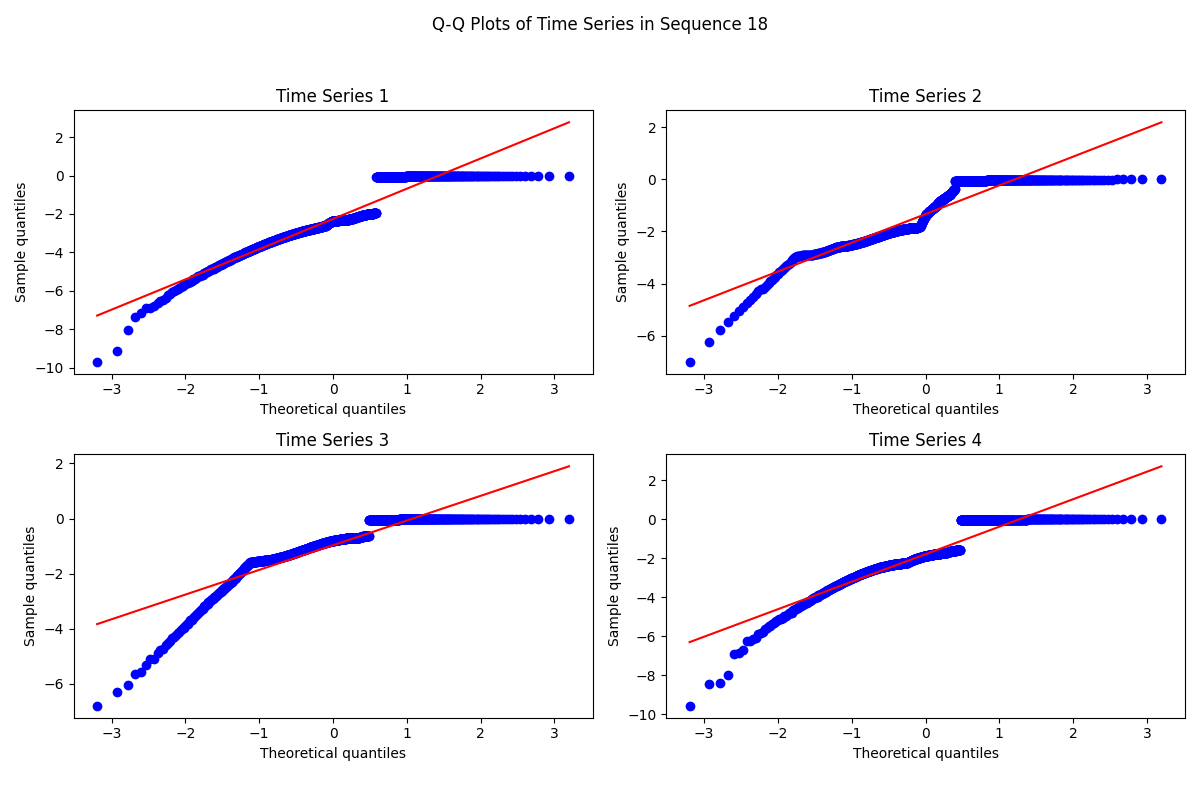 Q-Q Plots of Time Series in Sequence 18
Time Series 1
2
0
−2
−4
−6
−8
−10
Sample quantiles
−3 −2 −1 0 1 2 3
Theoretical quantiles
Time Series 2
2
0
−2
−4
−6
Sample quantiles
−3 −2 −1 0 1 2 3
Theoretical quantiles
Time Series 3
2
0
−2
−4
−6
Sample quantiles
−3 −2 −1 0 1 2 3
Theoretical quantiles
Time Series 4
2
0
−2
−4
−6
−8
−10
Sample quantiles
−3 −2 −1 0 1 2 3
Theoretical quantiles